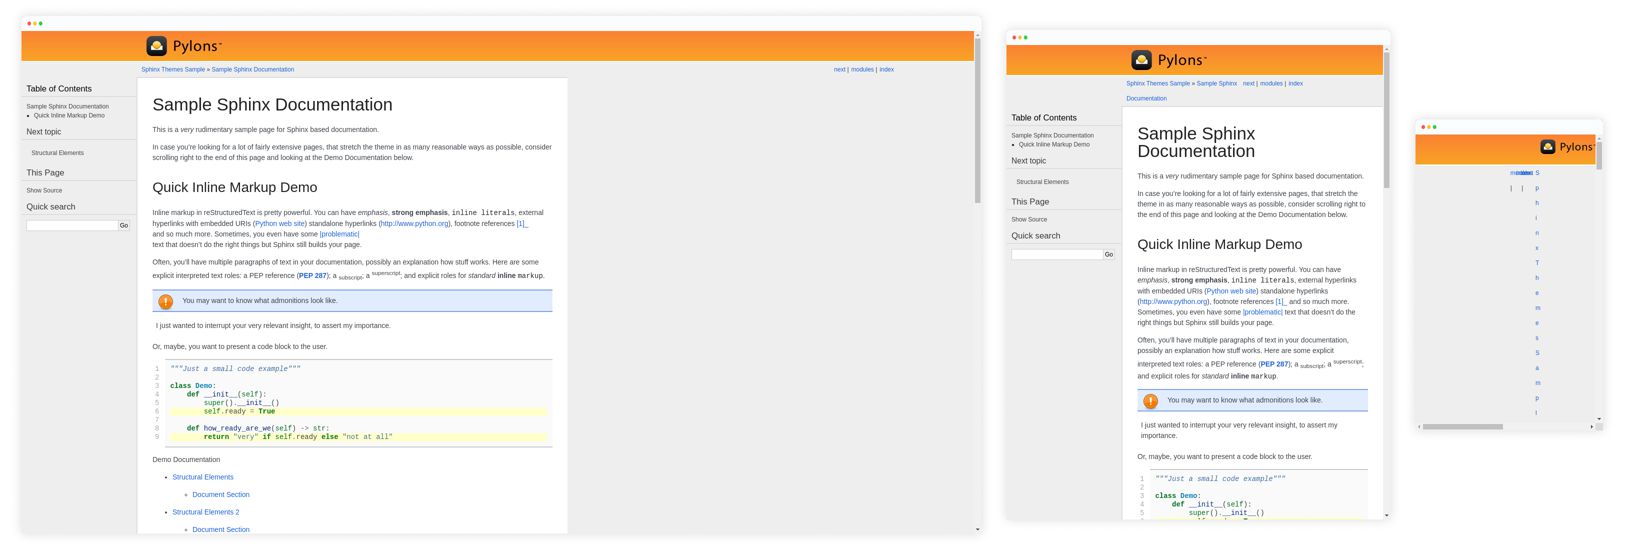 Pylons™
Sphinx Themes Sample » Sample Sphinx Documentation
next | modules | index
Table of Contents
Sample Sphinx Documentation
Quick Inline Markup Demo
Next topic
Structural Elements
This Page
Show Source
Quick search
Go
Sample Sphinx Documentation
This is a very rudimentary sample page for Sphinx based documentation.
In case you're looking for a lot of fairly extensive pages, that stretch the theme in as many reasonable ways as possible, consider
scrolling right to the end of this page and looking at the Demo Documentation below.
Quick Inline Markup Demo
Inline markup in reStructuredText is pretty powerful. You can have emphasis, strong emphasis, inline literals, external
hyperlinks with embedded URIs (Python web site) standalone hyperlinks (http://www.python.org), footnote references [1]_
and so much more. Sometimes, you even have some |problematic|
text that doesn't do the right things but Sphinx still builds your page.
Often, you'll have multiple paragraphs of text in your documentation, possibly an explanation how stuff works. Here are some
explicit interpreted text roles: a PEP reference (PEP 287); a subscript, a superscript; and explicit roles for standard inline markup.
You may want to know what admonitions look like.
I just wanted to interrupt your very relevant insight, to assert my importance.
Or, maybe, you want to present a code block to the user.
1 """Just a small code example"""
2
3 class Demo:
4 def __init__(self):
5 super().__init__()
6 self.ready = True
7
8 def how_ready_are_we(self) -> str:
9 return "very" if self.ready else "not at all"
Demo Documentation
Structural Elements
Document Section
Structural Elements 2
Document Section
Pylons™
Sphinx Themes Sample » Sample Sphinx
Documentation
next | modules | index
Table of Contents
Sample Sphinx Documentation
Quick Inline Markup Demo
Next topic
Structural Elements
This Page
Show Source
Quick search
Go
Sample Sphinx
Documentation
This is a very rudimentary sample page for Sphinx based documentation.
In case you're looking for a lot of fairly extensive pages, that stretch the
theme in as many reasonable ways as possible, consider scrolling right to
the end of this page and looking at the Demo Documentation below.
Quick Inline Markup Demo
Inline markup in reStructuredText is pretty powerful. You can have
emphasis, strong emphasis, inline literals, external hyperlinks
with embedded URIs (Python web site) standalone hyperlinks
(http://www.python.org), footnote references [1]_ and so much more.
Sometimes, you even have some |problematic| text that doesn't do the
right things but Sphinx still builds your page.
Often, you'll have multiple paragraphs of text in your documentation,
possibly an explanation how stuff works. Here are some explicit
interpreted text roles: a PEP reference (PEP 287); a subscript, a superscript;
and explicit roles for standard inline markup.
You may want to know what admonitions look like.
I just wanted to interrupt your very relevant insight, to assert my
importance.
Or, maybe, you want to present a code block to the user.
1 """Just a small code example"""
2
3 class Demo:
4 def __init__(self):
5 super().__init__()
Pylons
| |
S
p
h
i
n
x
T
h
e
m
e
s
S
a
m
p
l